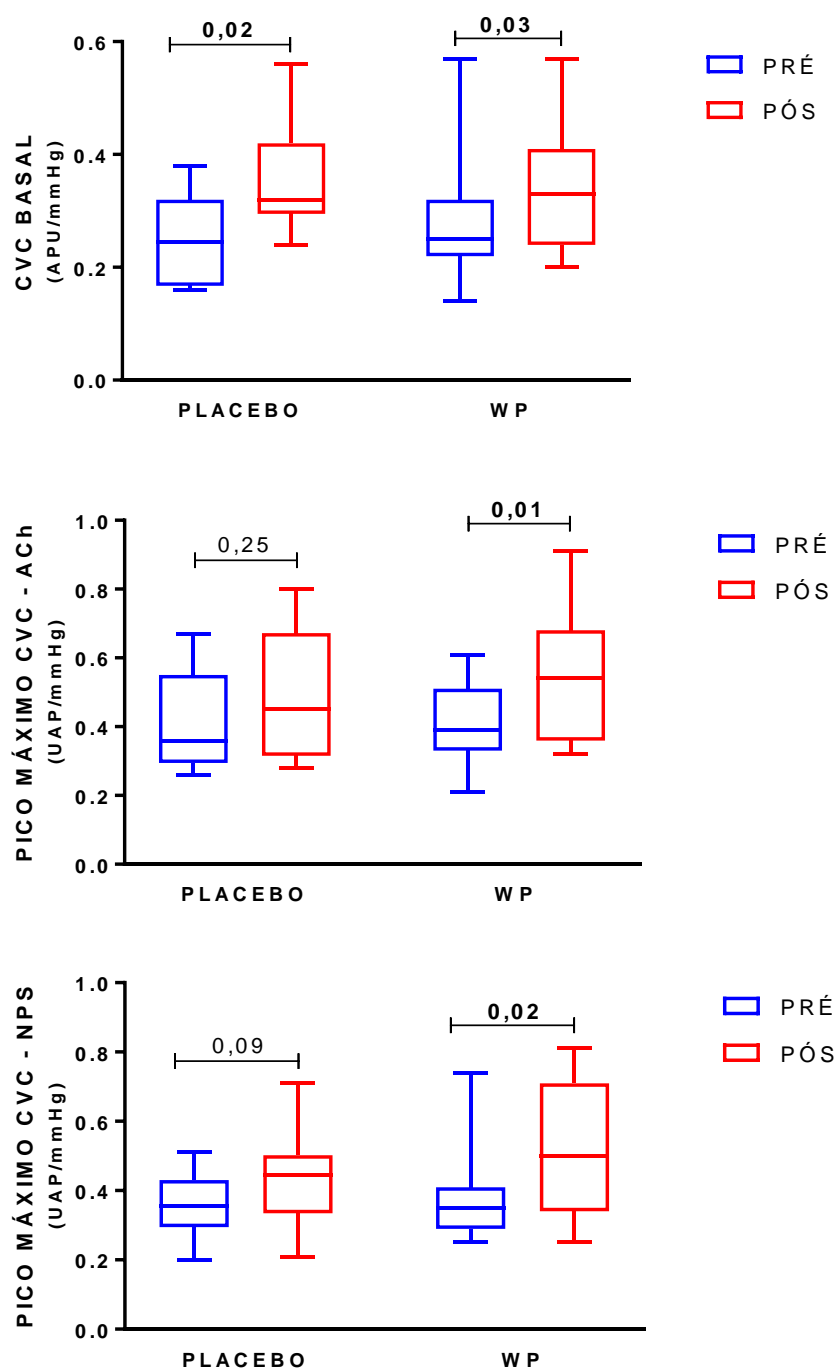 0,02
0,03
PRÉ
PÓS
CVC BASAL
(APU/mmHg)
0.6
0.4
0.2
0.0
PLACEBO
WP
0,25
0,01
PRÉ
PÓS
PICO MÁXIMO CVC - ACh
(UAP/mmHg)
1.0
0.8
0.6
0.4
0.2
0.0
PLACEBO
WP
0,09
0,02
PRÉ
PÓS
PICO MÁXIMO CVC - NPS
(UAP/mmHg)
1.0
0.8
0.6
0.4
0.2
0.0
PLACEBO
WP